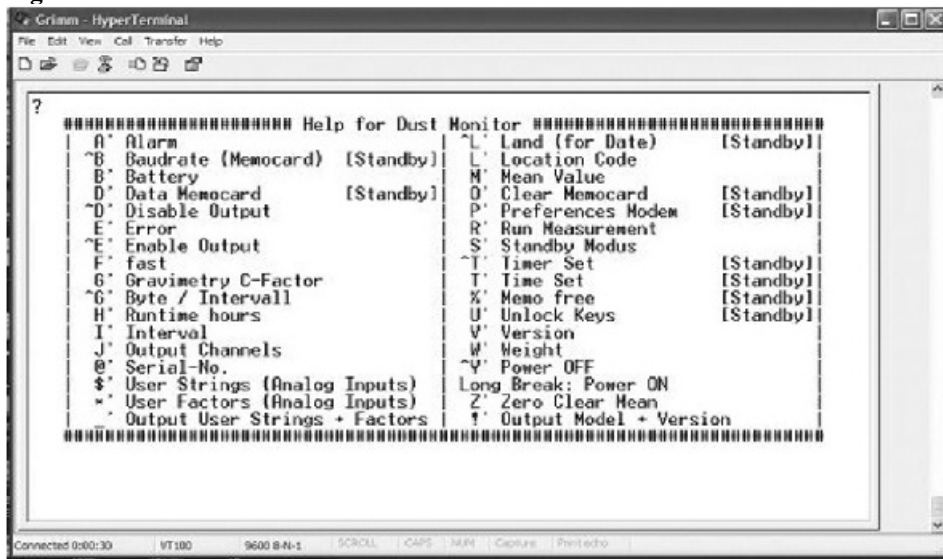 Grimm - HyperTerminal
File Edit View Call Transfer Help
?
####################### Help for Dust Monitor #############################
| A' Alarm | ^L' Land (for Date) [Standby]|
| ^B' Baudrate (Memocard) [Standby]| L' Location Code |
| B' Battery | M' Mean Value |
| D' Data Memocard [Standby]| O' Clear Memocard [Standby]|
| ^D' Disable Output | P' Preferences Modem [Standby]|
| E' Error | R' Run Measurement |
| ^E' Enable Output | S' Standby Modus |
| F' fast | ^T' Timer Set [Standby]|
| G' Gravimetry C-Factor | T' Time Set [Standby]|
| ^G' Byte / Intervall | X' Memo free [Standby]|
| H' Runtime hours | U' Unlock Keys [Standby]|
| I' Interval | V' Version |
| J' Output Channels | W' Weight |
| @' Serial-No. | ^Y' Power OFF |
| $' User Strings (Analog Inputs) | Long Break: Power ON |
| *' User Factors (Analog Inputs) | Z' Zero Clear Mean |
| _' Output User Strings + Factors | !' Output Model + Version |
############################################################################
Connected 0:00:30 VT100 9600 8-N-1 SCROLL CAPS NUM Capture Print echo